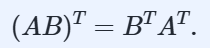 $(AB)^T = B^T A^T.$